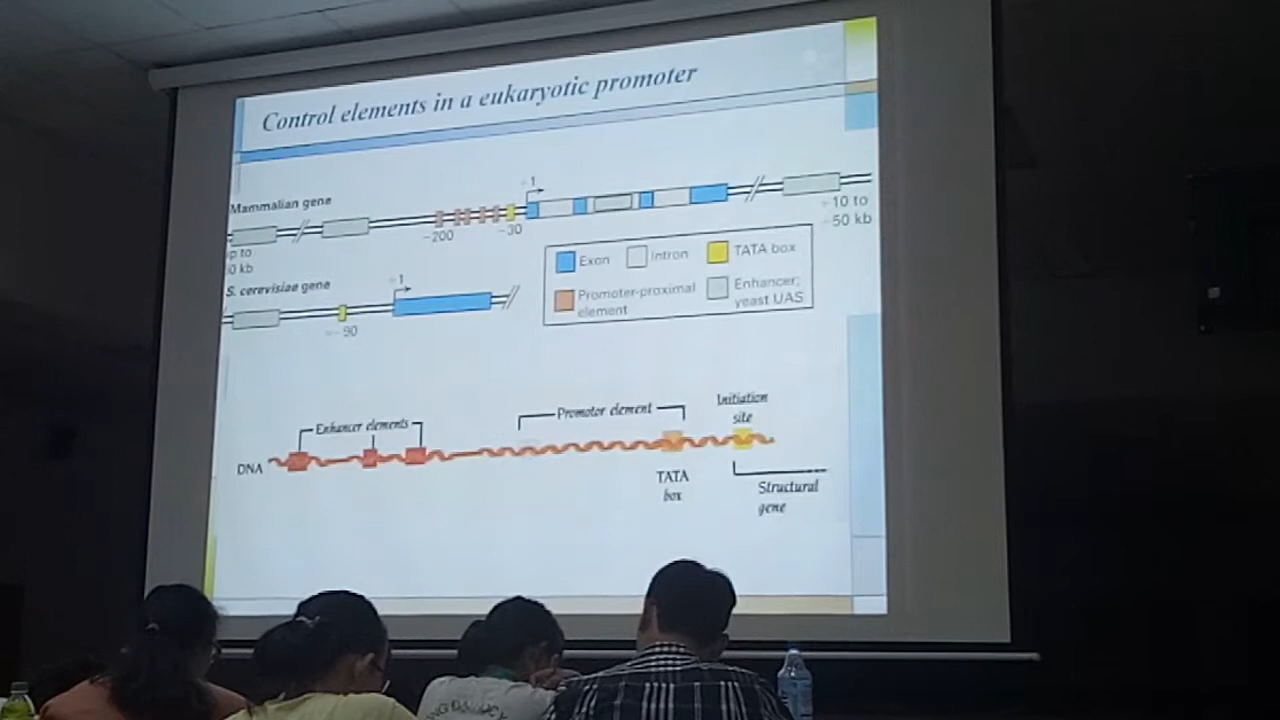 Control elements in a eukaryotic promoter
Mammalian gene
+1
-200
-30
+10 to
-50 kb
up to
0 kb
Exon
Intron
TATA box
Promoter-proximal
element
Enhancer;
yeast UAS
S. cerevisiae gene
+1
≈-90
Enhancer elements
Promotor element
Initiation
site
DNA
TATA
box
Structural
gene